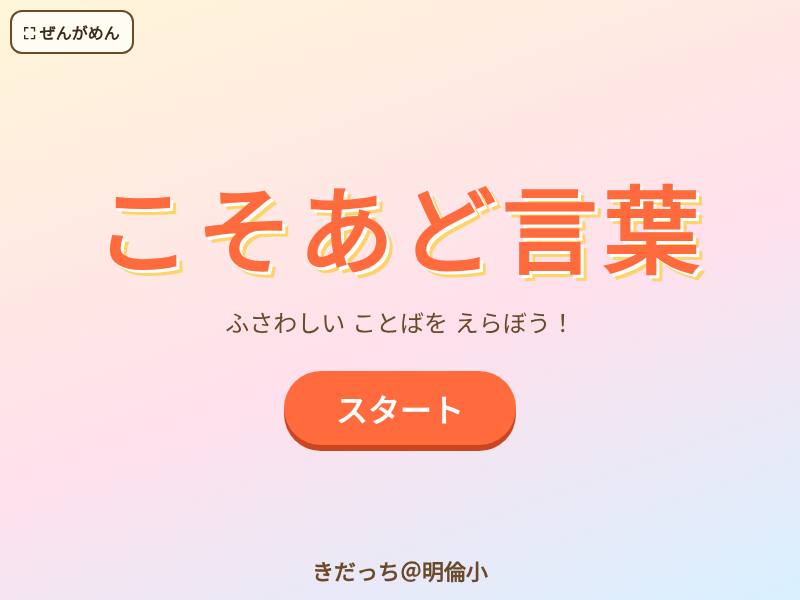 ぜんがめん
こそあど言葉
ふさわしい ことばを えらぼう！
スタート
きだっち＠明倫小